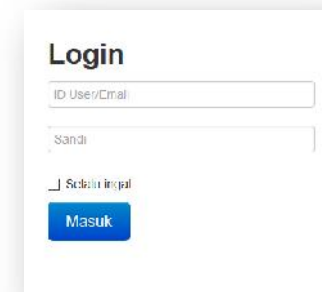 Login
ID User/Email
Sandi
Selalu ingat
Masuk